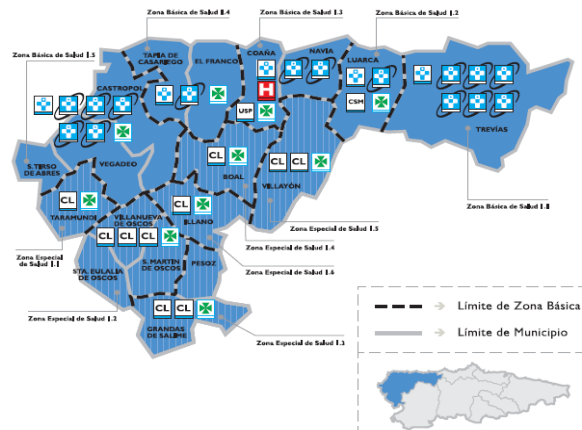 Zona Básica de Salud I.4
Zona Básica de Salud I.3
Zona Básica de Salud I.2
Zona Básica de Salud I.5
TAPIA DE
CASARIEGO
EL FRANCO
COAÑA
NAVIA
LUARCA
CASTROPOL
H
USP
CSM
TREVÍAS
S. TIRSO
DE ABRES
VEGADEO
CL
BOAL
CL CL
VILLAYÓN
CL
TARAMUNDI
VILLANUEVA
DE OSCOS
CL
ILLANO
Zona Básica de Salud I.1
Zona Especial de Salud I.5
CL CL CL
Zona Especial
de Salud I.1
S. MARTÍN
DE OSCOS
PESOZ
Zona Especial de Salud I.4
STA. EULALIA
DE OSCOS
Zona Especial de Salud I.6
CL CL
Zona Especial de Salud I.2
GRANDAS
DE SALIME
Zona Especial de Salud I.3
Límite de Zona Básica
Límite de Municipio